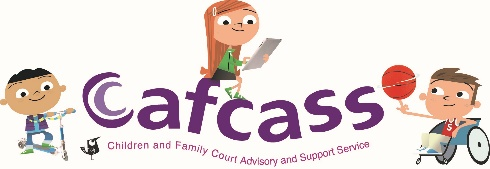 Cafcass
Children and Family Court Advisory and Support Service